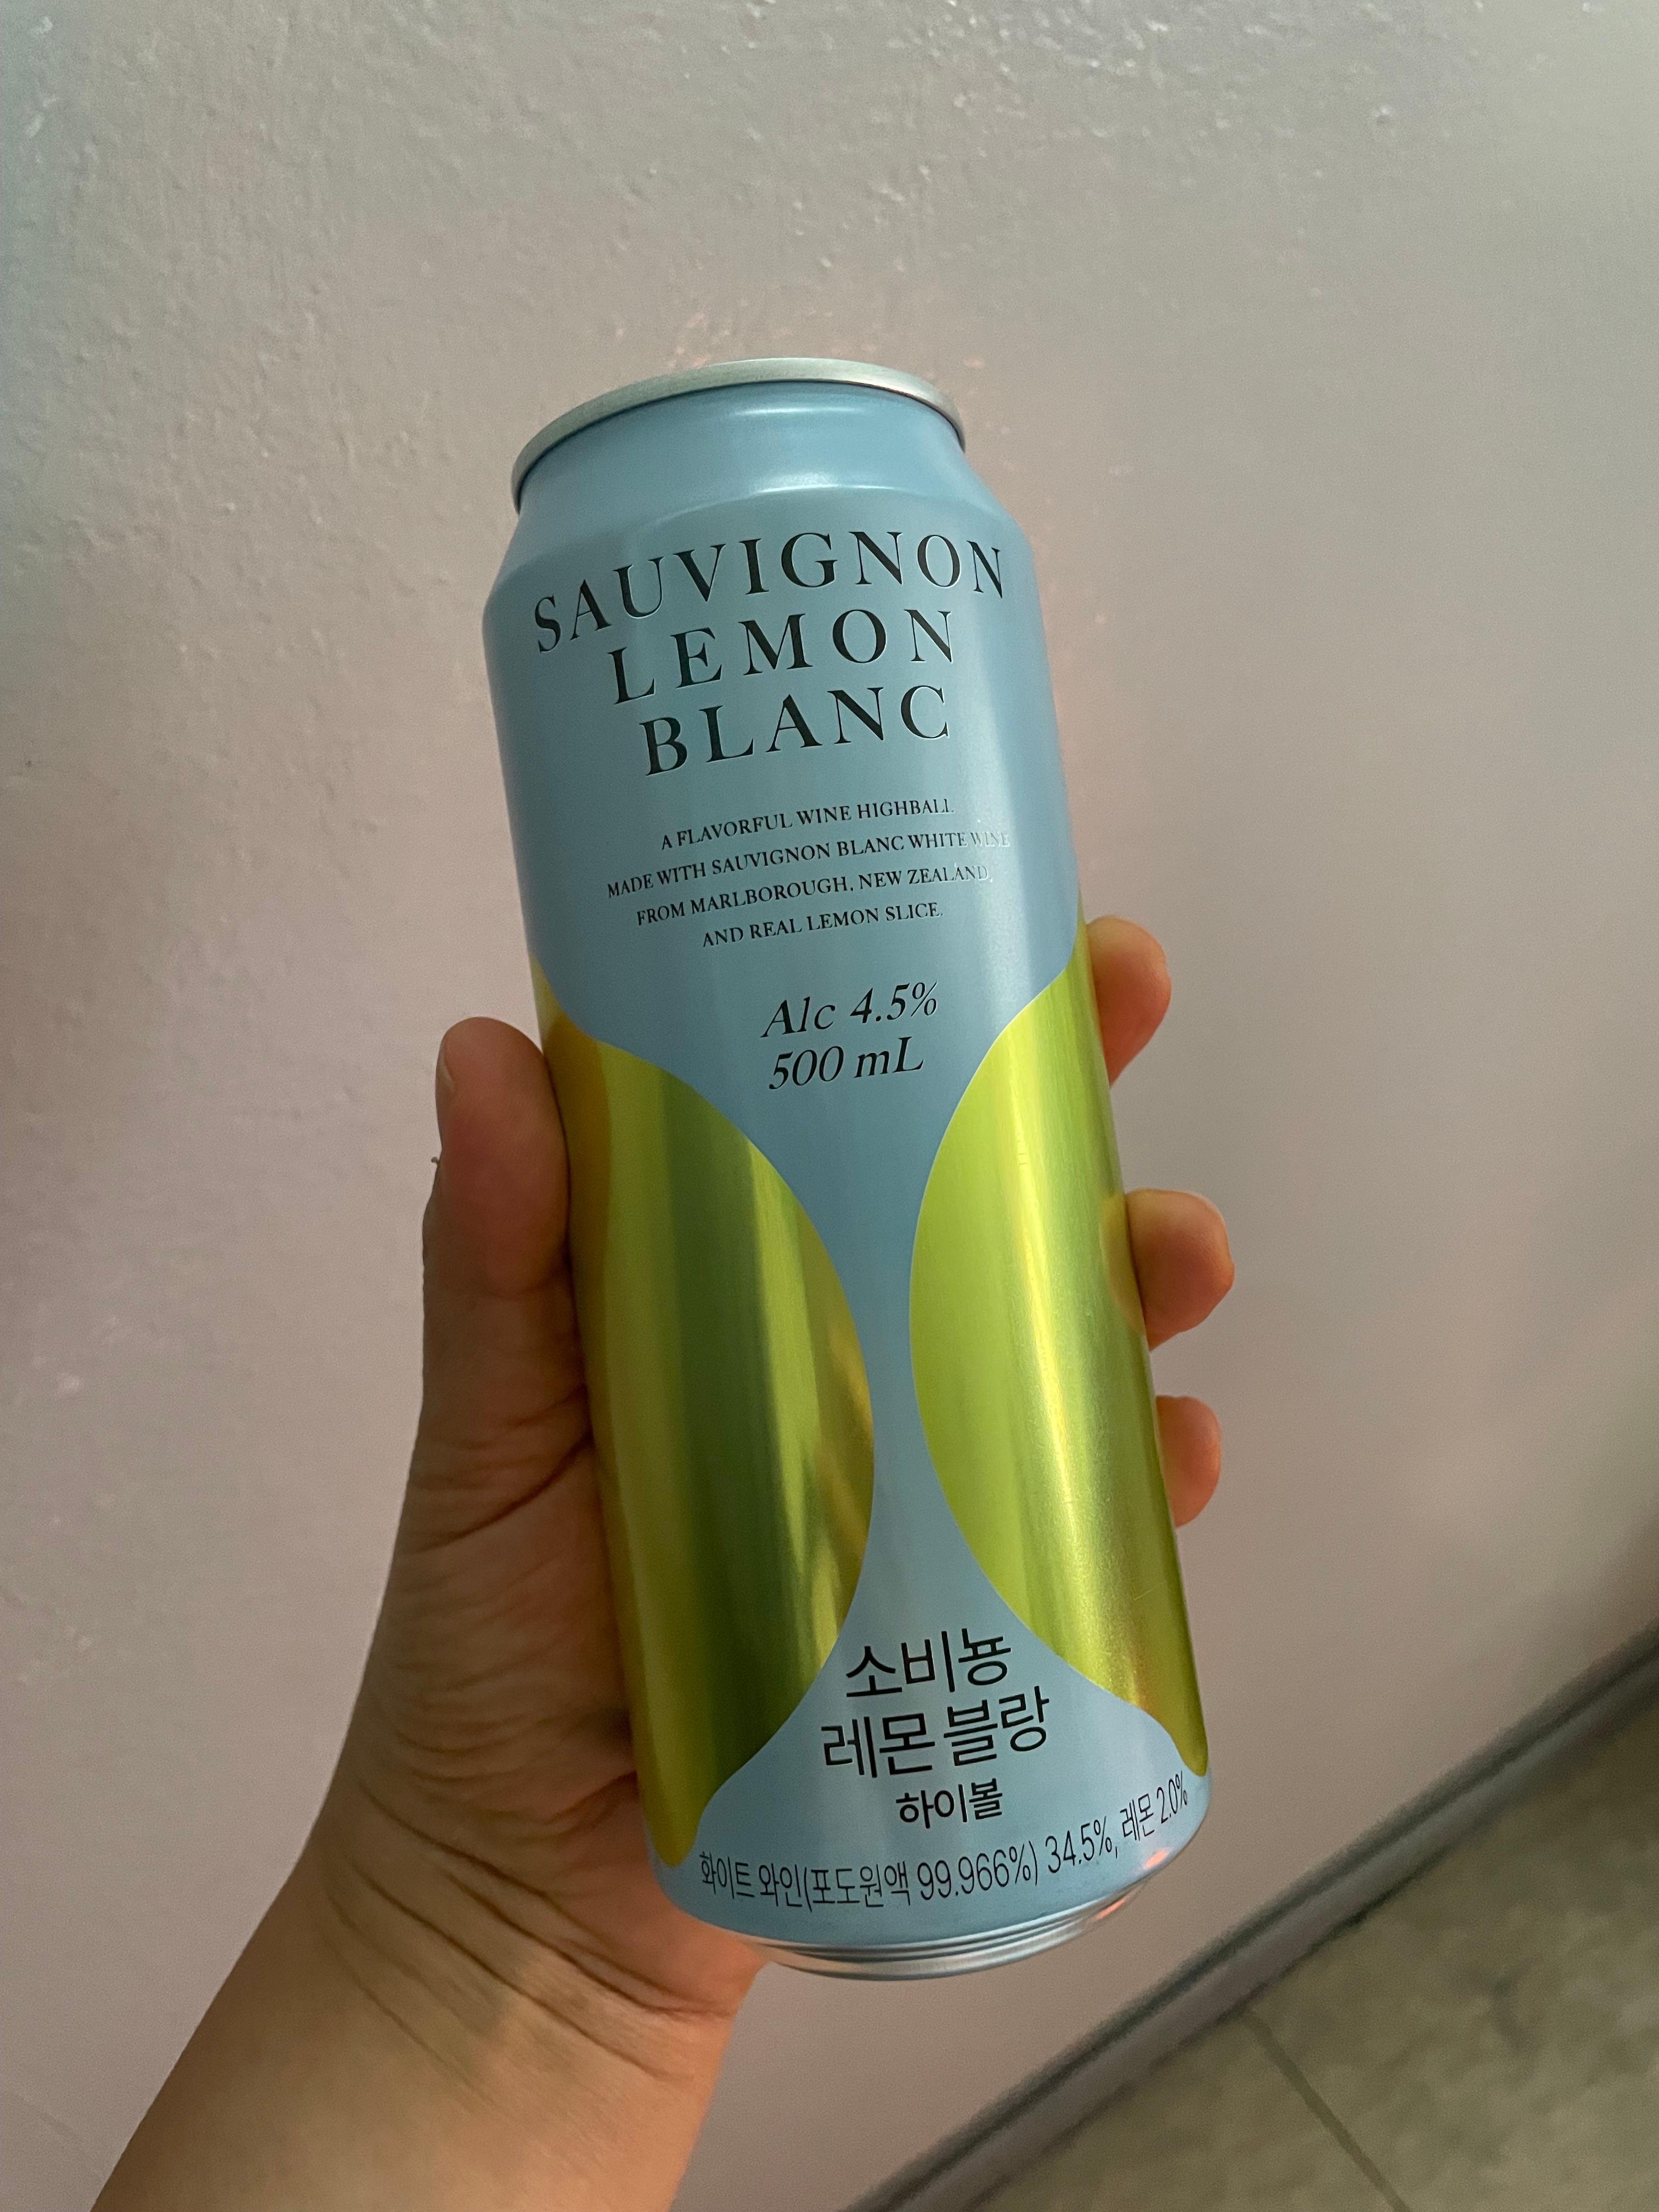 SAUVIGNON
LEMON
BLANC
A FLAVORFUL WINE HIGHBALL
MADE WITH SAUVIGNON BLANC WHITE WINE
FROM MARLBOROUGH, NEW ZEALAND,
AND REAL LEMON SLICE.
Alc 4.5%
500 mL
소비뇽
레몬 블랑
하이볼
화이트 와인(포도원액 99.966%) 34.5%, 레몬 2.0%